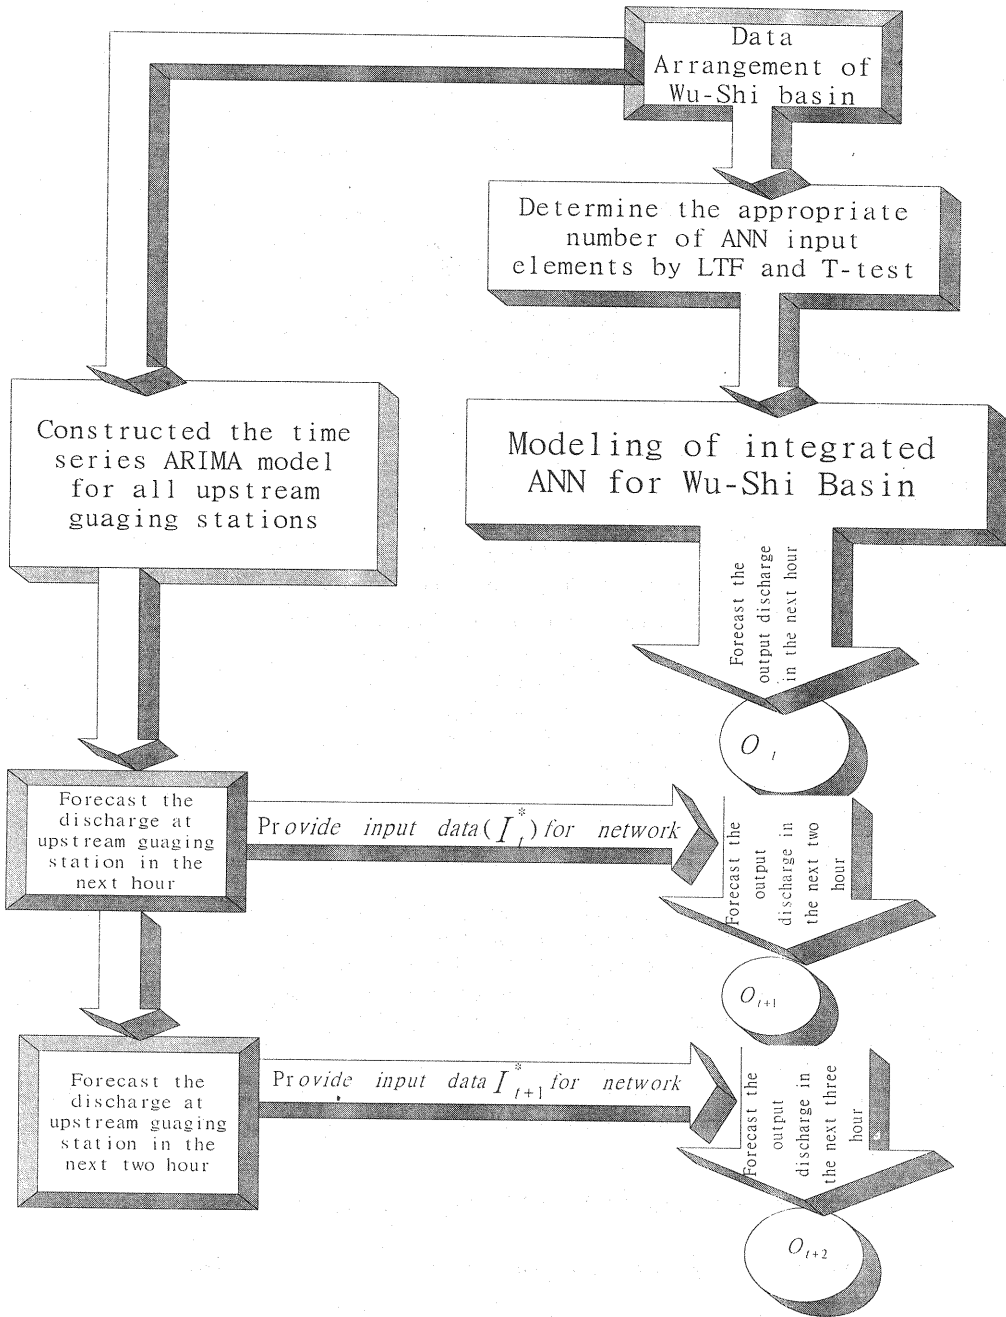 Data
Arrangement of
Wu-Shi basin
Determine the appropriate
number of ANN input
elements by LTF and T-test
Constructed the time
series ARIMA model
for all upstream
guaging stations
Modeling of integrated
ANN for Wu-Shi Basin
Forecast the
output discharge
in the next hour
O t
Forecast the
discharge at
upstream guaging
station in the
next hour
Provide input data(I*t) for network
Forecast the
output
discharge in
the next two
hour
O t+1
Forecast the
discharge at
upstream guaging
station in the
next two hour
Provide input data I*t+1 for network
Forecast the
output
discharge in
the next three
hour
O t+2